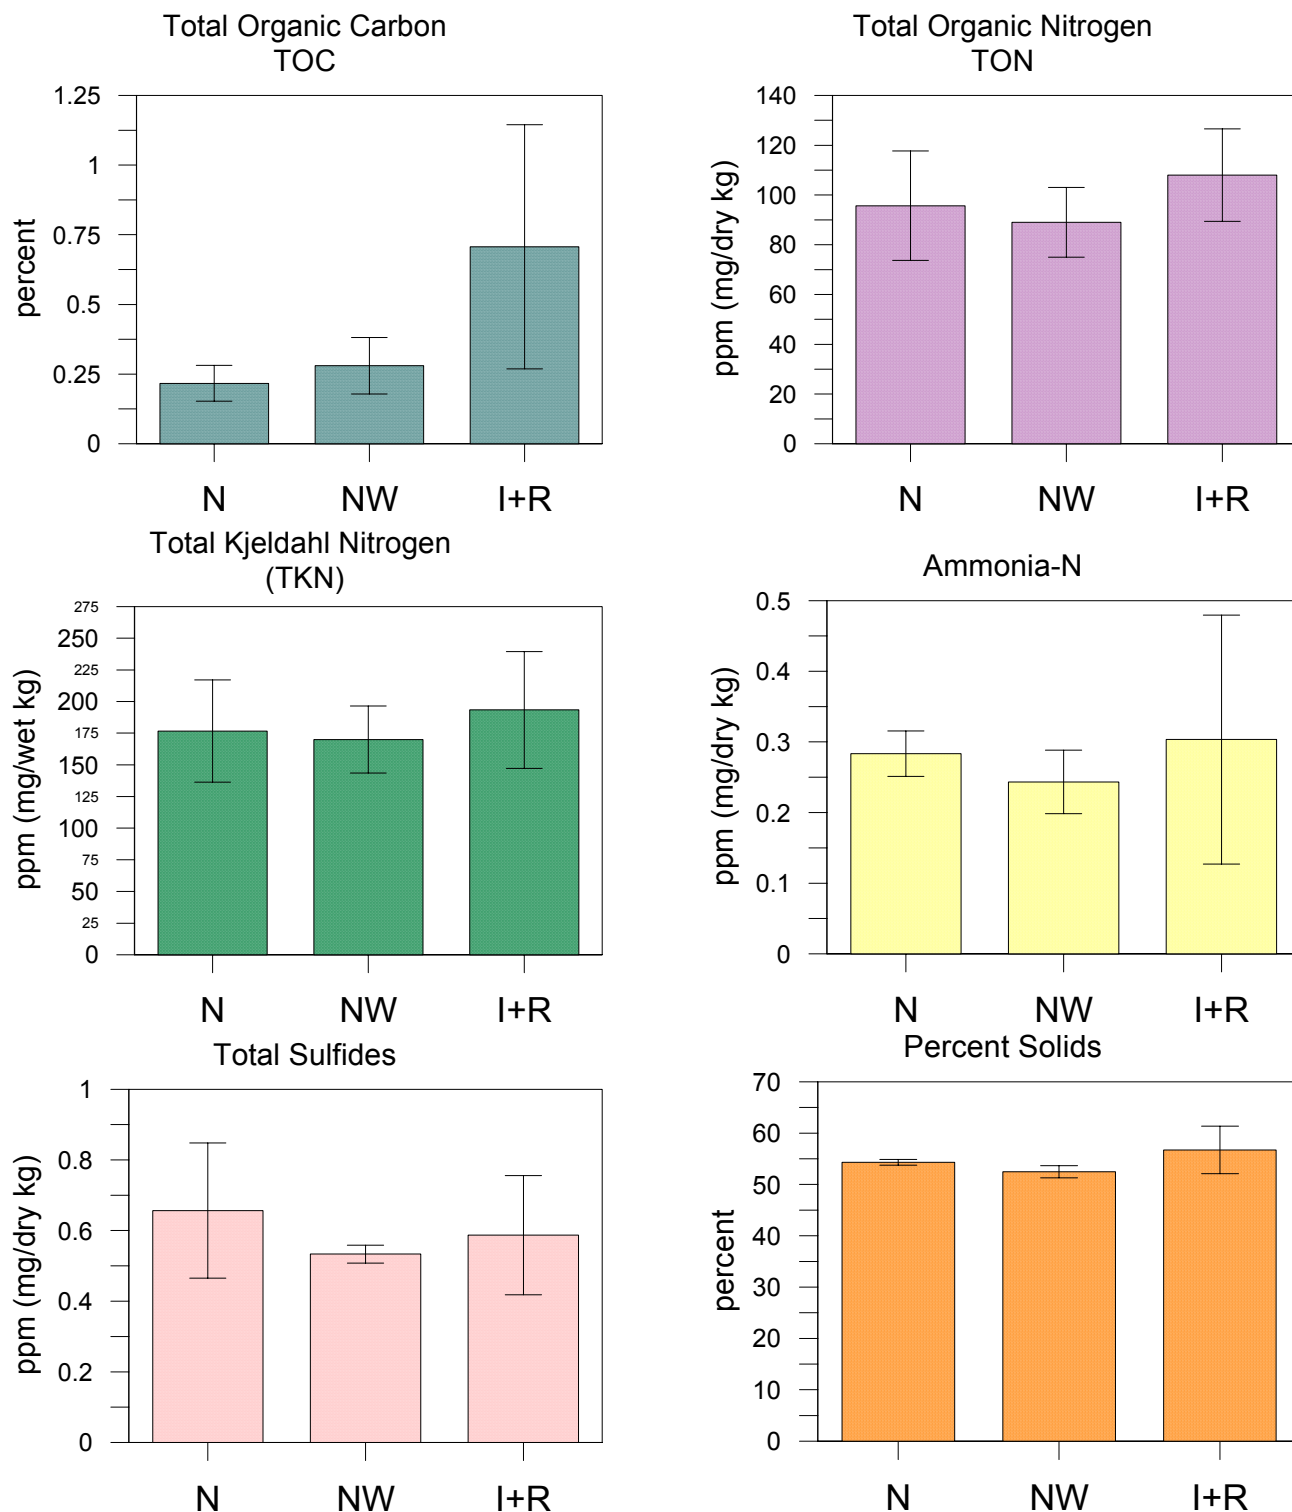 Total Organic Carbon
TOC
1.25
1
0.75
0.5
0.25
0
percent
N NW I+R
Total Organic Nitrogen
TON
140
120
100
80
60
40
20
0
ppm (mg/dry kg)
N NW I+R
Total Kjeldahl Nitrogen
(TKN)
275
250
225
200
175
150
125
100
75
50
25
0
ppm (mg/wet kg)
N NW I+R
Ammonia-N
0.5
0.4
0.3
0.2
0.1
0
ppm (mg/dry kg)
N NW I+R
Total Sulfides
1
0.8
0.6
0.4
0.2
0
ppm (mg/dry kg)
N NW I+R
Percent Solids
70
60
50
40
30
20
10
0
percent
N NW I+R